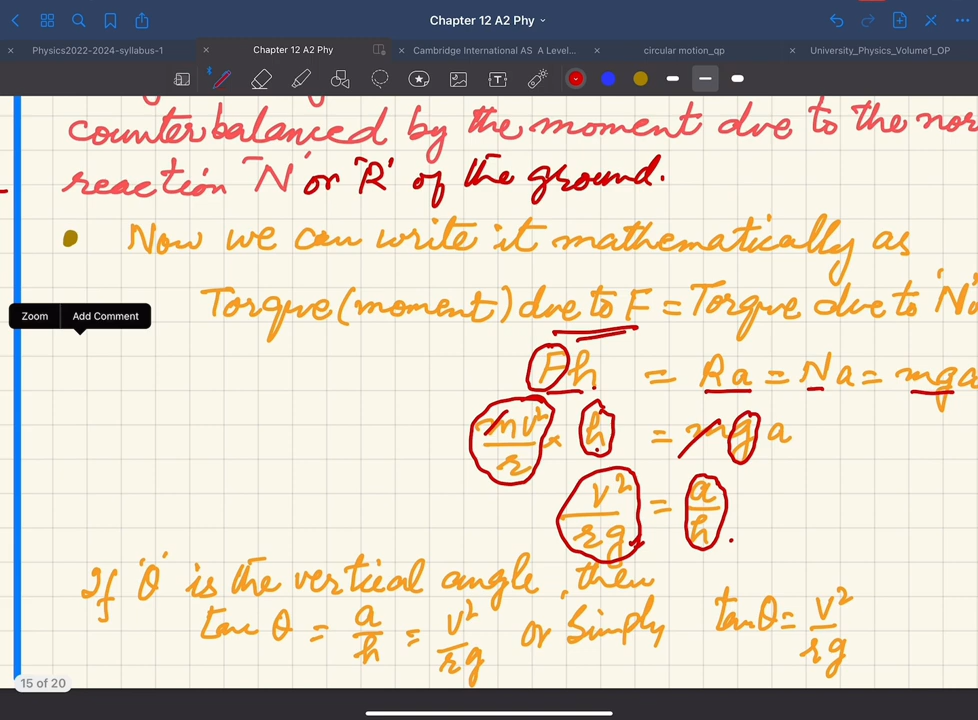 Chapter 12 A2 Phy
Physics2022-2024-syllabus-1
Chapter 12 A2 Phy
Cambridge International AS A Level...
circular motion_qp
University_Physics_Volume1_OP
counterbalanced by the moment due to the nor
reaction 'N' or 'R' of the ground.
Now we can write it mathematically as
Zoom Add Comment
Torque (moment) due to F = Torque due to 'N'
Fh = Ra = Na = mga
mv²/r × h = mga
v²/rg = a/h.
If 'θ' is the vertical angle, then
tan θ = a/h = v²/rg or simply tanθ = v²/rg
15 of 20